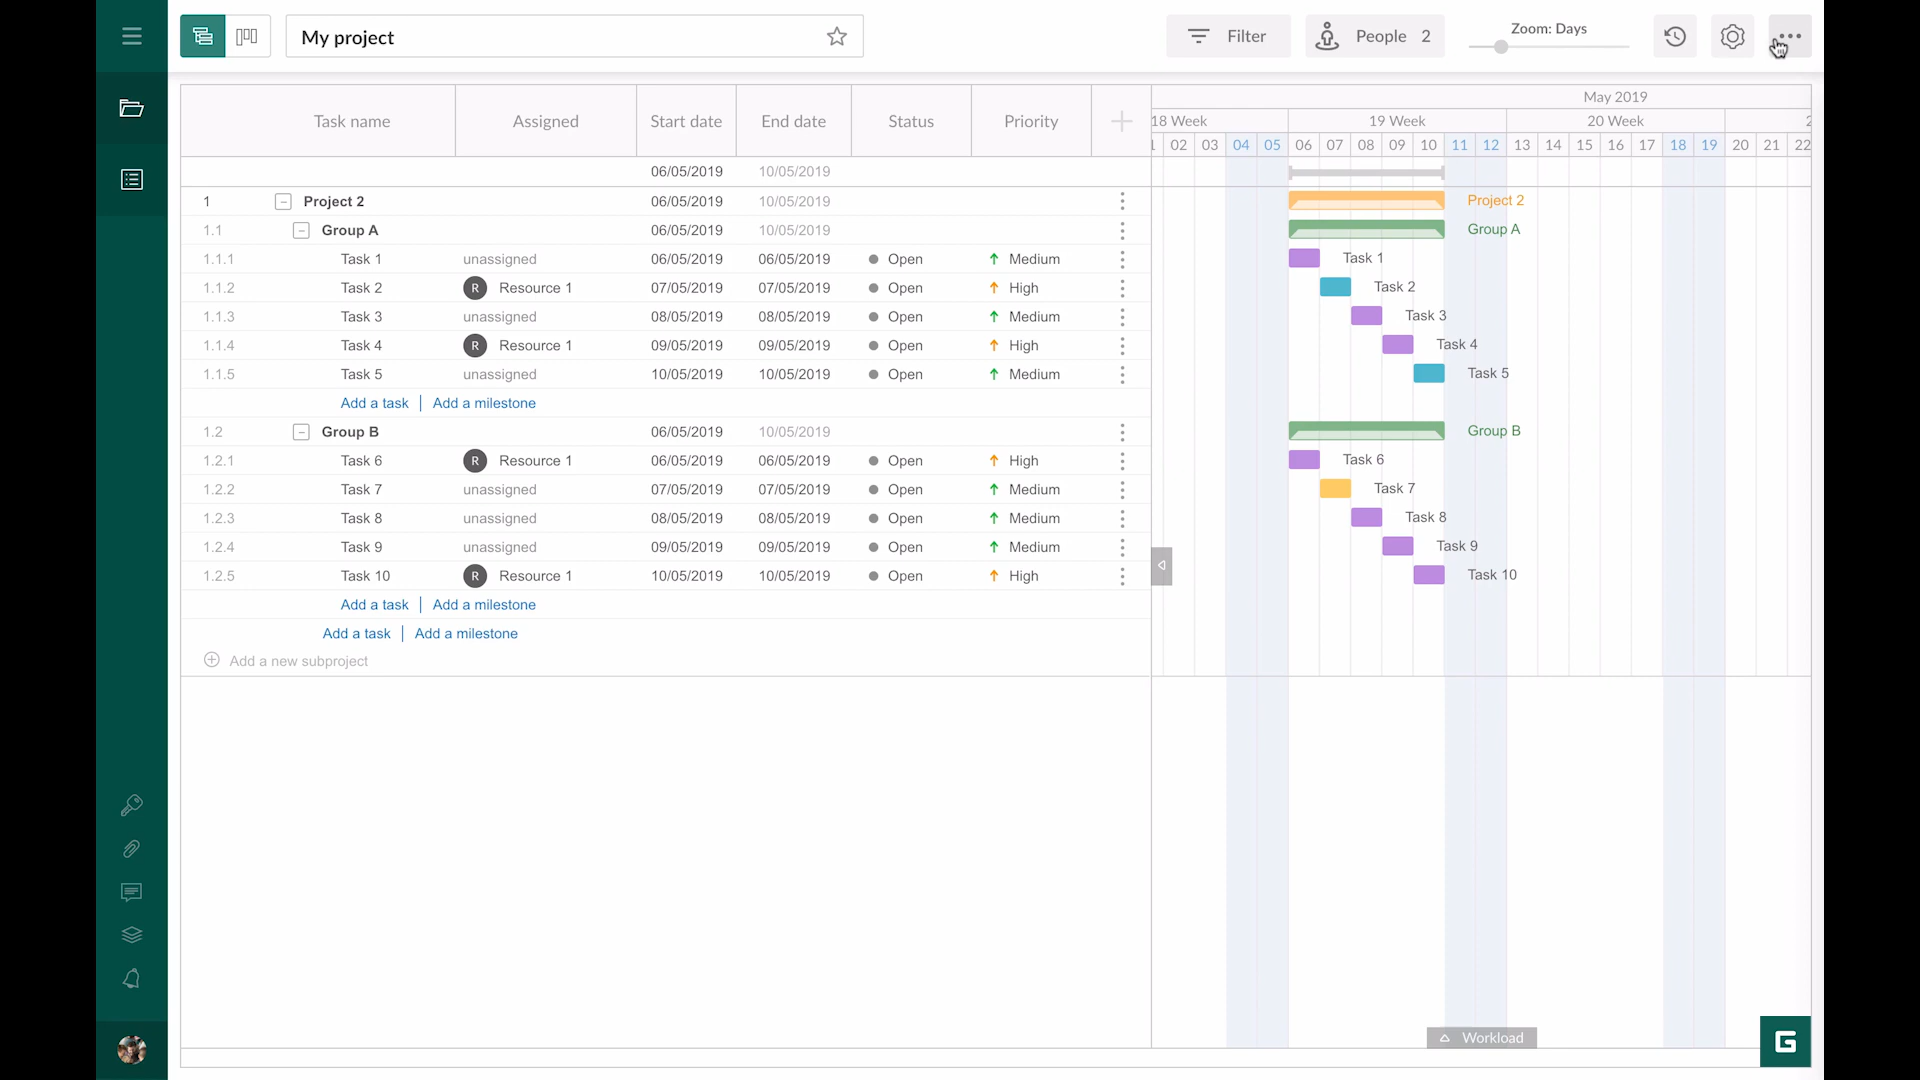 My project
Filter
People 2
Zoom: Days
Task name Assigned Start date End date Status Priority
May 2019
18 Week 19 Week 20 Week 2
1 02 03 04 05 06 07 08 09 10 11 12 13 14 15 16 17 18 19 20 21 22
06/05/2019 10/05/2019
1 Project 2 06/05/2019 10/05/2019 Project 2
1.1 Group A 06/05/2019 10/05/2019 Group A
1.1.1 Task 1 unassigned 06/05/2019 06/05/2019 Open Medium Task 1
1.1.2 Task 2 R Resource 1 07/05/2019 07/05/2019 Open High Task 2
1.1.3 Task 3 unassigned 08/05/2019 08/05/2019 Open Medium Task 3
1.1.4 Task 4 R Resource 1 09/05/2019 09/05/2019 Open High Task 4
1.1.5 Task 5 unassigned 10/05/2019 10/05/2019 Open Medium Task 5
Add a task | Add a milestone
1.2 Group B 06/05/2019 10/05/2019 Group B
1.2.1 Task 6 R Resource 1 06/05/2019 06/05/2019 Open High Task 6
1.2.2 Task 7 unassigned 07/05/2019 07/05/2019 Open Medium Task 7
1.2.3 Task 8 unassigned 08/05/2019 08/05/2019 Open Medium Task 8
1.2.4 Task 9 unassigned 09/05/2019 09/05/2019 Open Medium Task 9
1.2.5 Task 10 R Resource 1 10/05/2019 10/05/2019 Open High Task 10
Add a task | Add a milestone
Add a task | Add a milestone
Add a new subproject
Workload
G